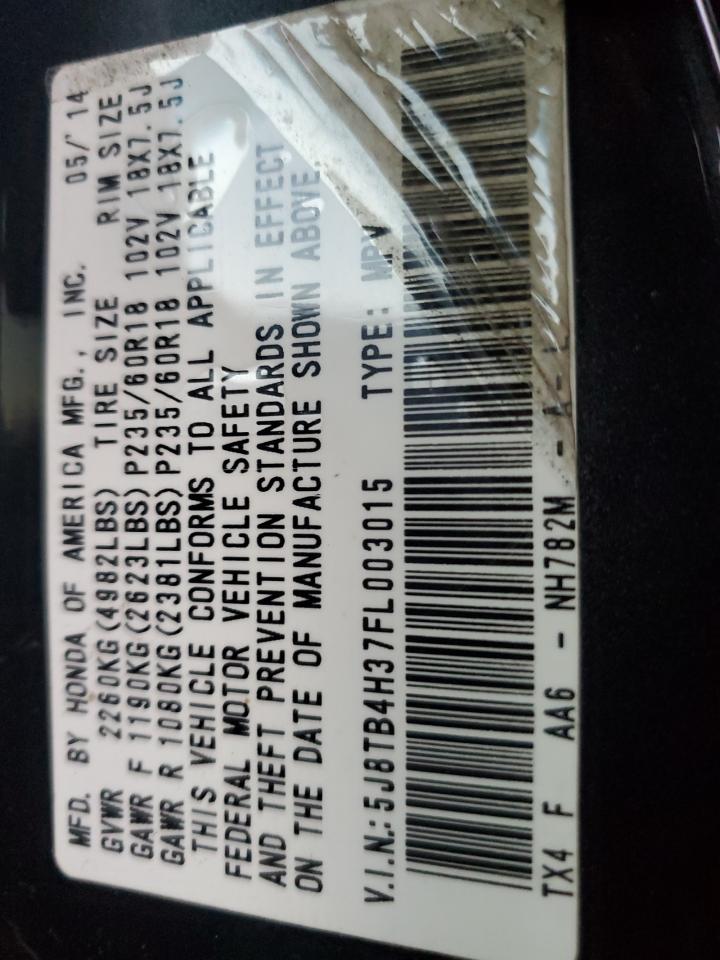 MFD. BY HONDA OF AMERICA MFG., INC. 05/'14
GVWR 2260KG(4982LBS) TIRE SIZE RIM SIZE
GAWR F 1190KG(2623LBS)P235/60R18 102V 18X7.5J
GAWR R 1080KG(2381LBS)P235/60R18 102V 18X7.5J
THIS VEHICLE CONFORMS TO ALL APPLICABLE
FEDERAL MOTOR VEHICLE SAFETY
AND THEFT PREVENTION STANDARDS IN EFFECT
ON THE DATE OF MANUFACTURE SHOWN ABOVE.
V.I.N.:5J8TB4H37FL003015 TYPE: MPV
TX4 F AA6 - NH782M - A - L